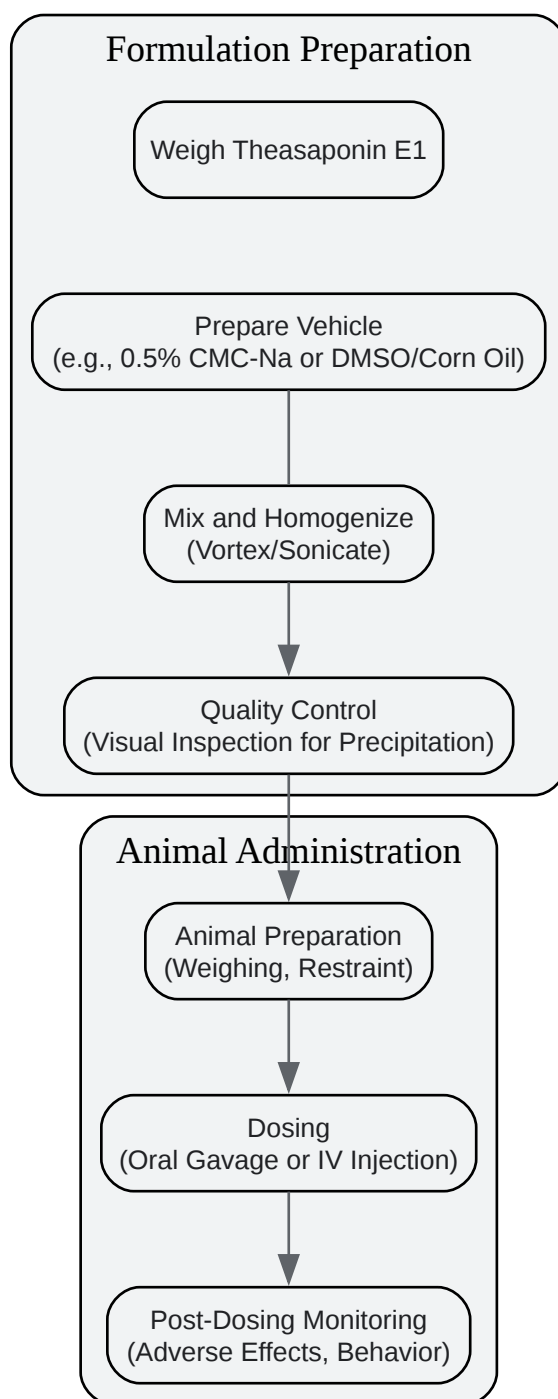 Formulation Preparation
Weigh Theasaponin E1
Prepare Vehicle
(e.g., 0.5% CMC-Na or DMSO/Corn Oil)
Mix and Homogenize
(Vortex/Sonicate)
Quality Control
(Visual Inspection for Precipitation)
Animal Administration
Animal Preparation
(Weighing, Restraint)
Dosing
(Oral Gavage or IV Injection)
Post-Dosing Monitoring
(Adverse Effects, Behavior)